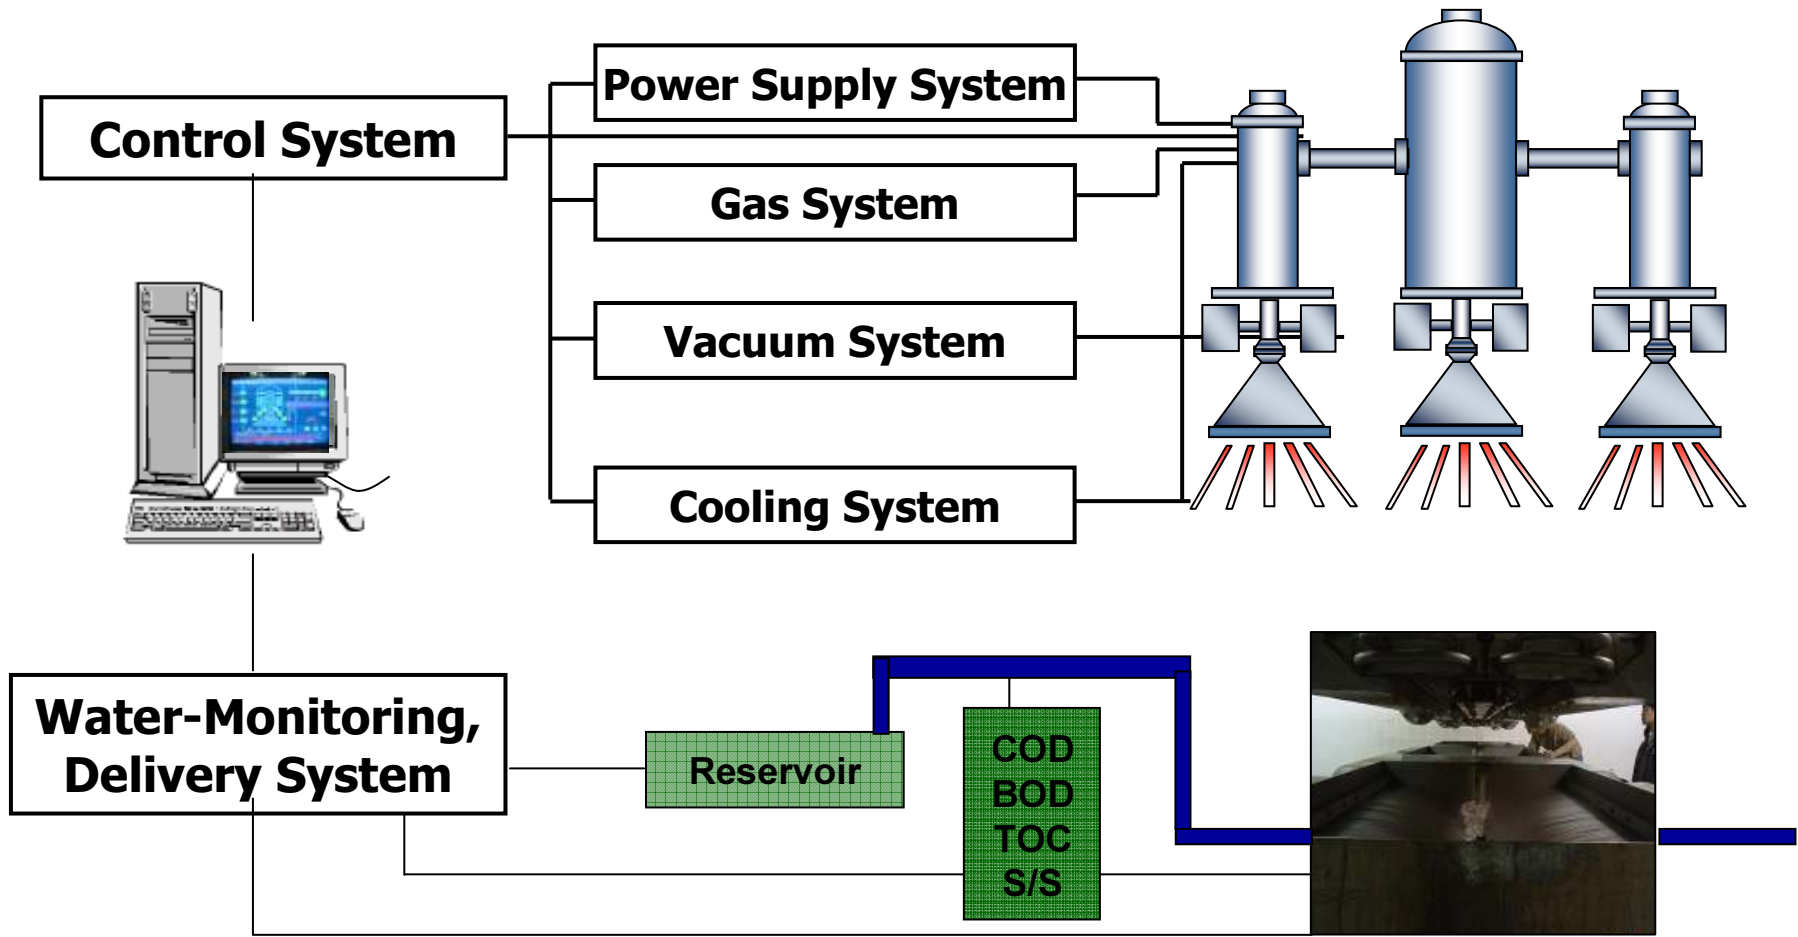 Power Supply System
Control System
Gas System
Vacuum System
Cooling System
Water-Monitoring,
Delivery System
Reservoir
COD
BOD
TOC
S/S